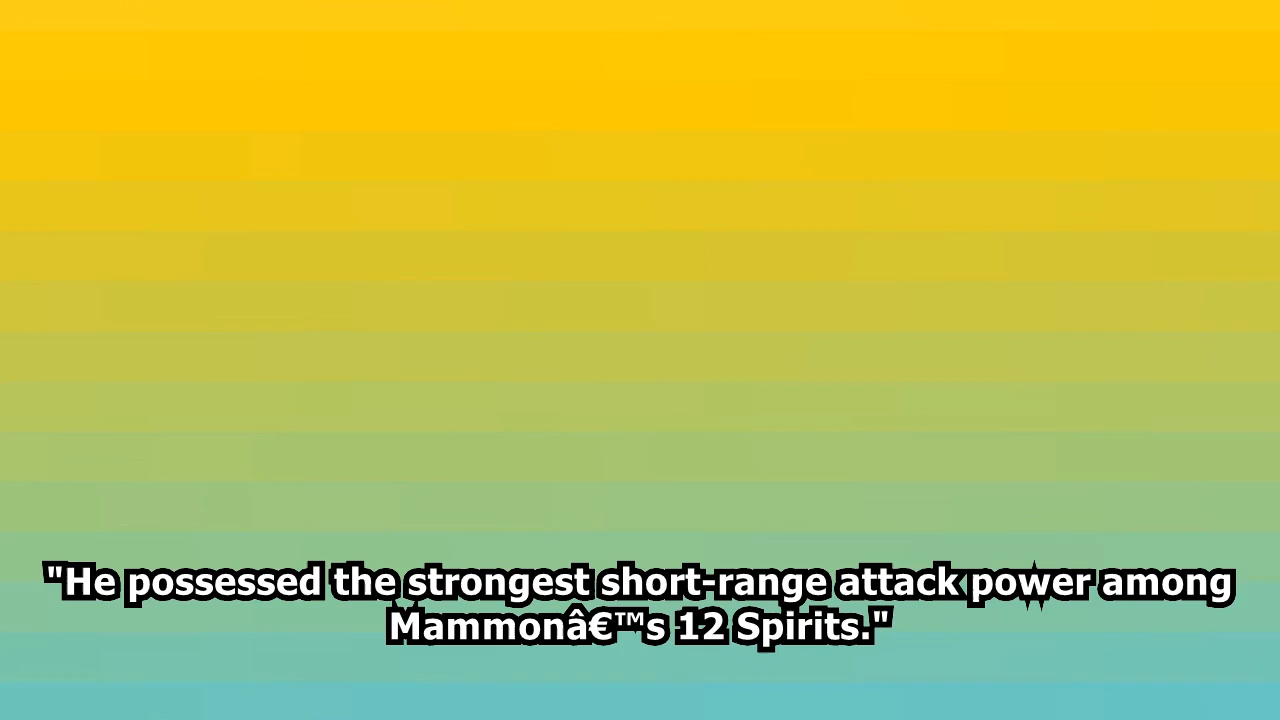 "He possessed the strongest short-range attack power among
Mammonâ€™s 12 Spirits."